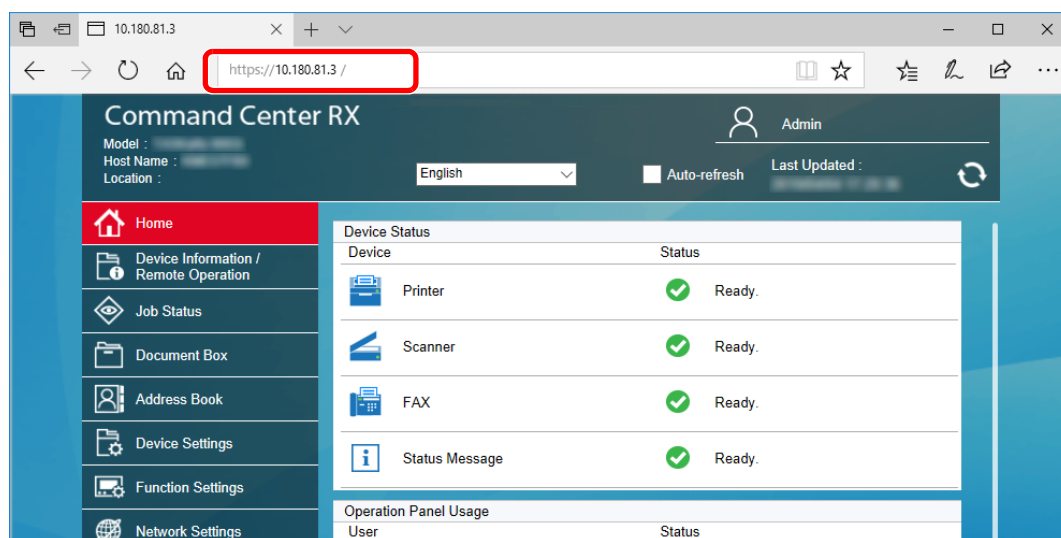 10.180.81.3
https://10.180.81.3 /
Command Center RX
Model :
Host Name :
Location :
English
Auto-refresh
Admin
Last Updated :
Home
Device Information /
Remote Operation
Job Status
Document Box
Address Book
Device Settings
Function Settings
Network Settings
Device Status
Device Status
Printer Ready.
Scanner Ready.
FAX Ready.
Status Message Ready.
Operation Panel Usage
User Status